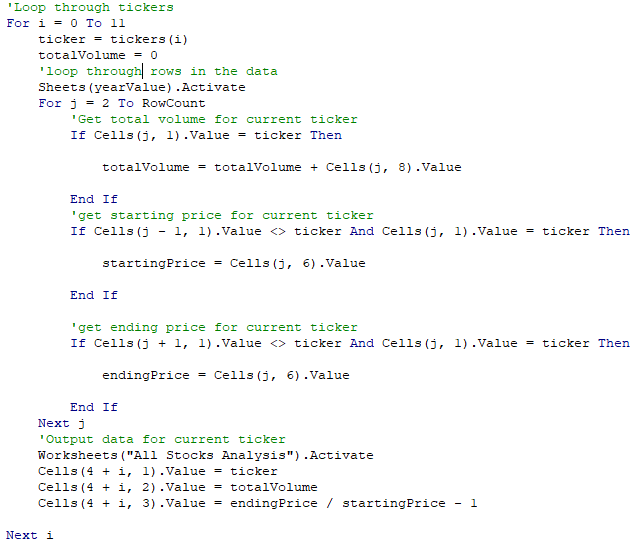 'Loop through tickers
For i = 0 To 11
    ticker = tickers(i)
    totalVolume = 0
    'loop through rows in the data
    Sheets(yearValue).Activate
    For j = 2 To RowCount
        'Get total volume for current ticker
        If Cells(j, 1).Value = ticker Then
            totalVolume = totalVolume + Cells(j, 8).Value
        End If
        'get starting price for current ticker
        If Cells(j - 1, 1).Value <> ticker And Cells(j, 1).Value = ticker Then
            startingPrice = Cells(j, 6).Value
        End If
        'get ending price for current ticker
        If Cells(j + 1, 1).Value <> ticker And Cells(j, 1).Value = ticker Then
            endingPrice = Cells(j, 6).Value
        End If
    Next j
    'Output data for current ticker
    Worksheets("All Stocks Analysis").Activate
    Cells(4 + i, 1).Value = ticker
    Cells(4 + i, 2).Value = totalVolume
    Cells(4 + i, 3).Value = endingPrice / startingPrice - 1
Next i